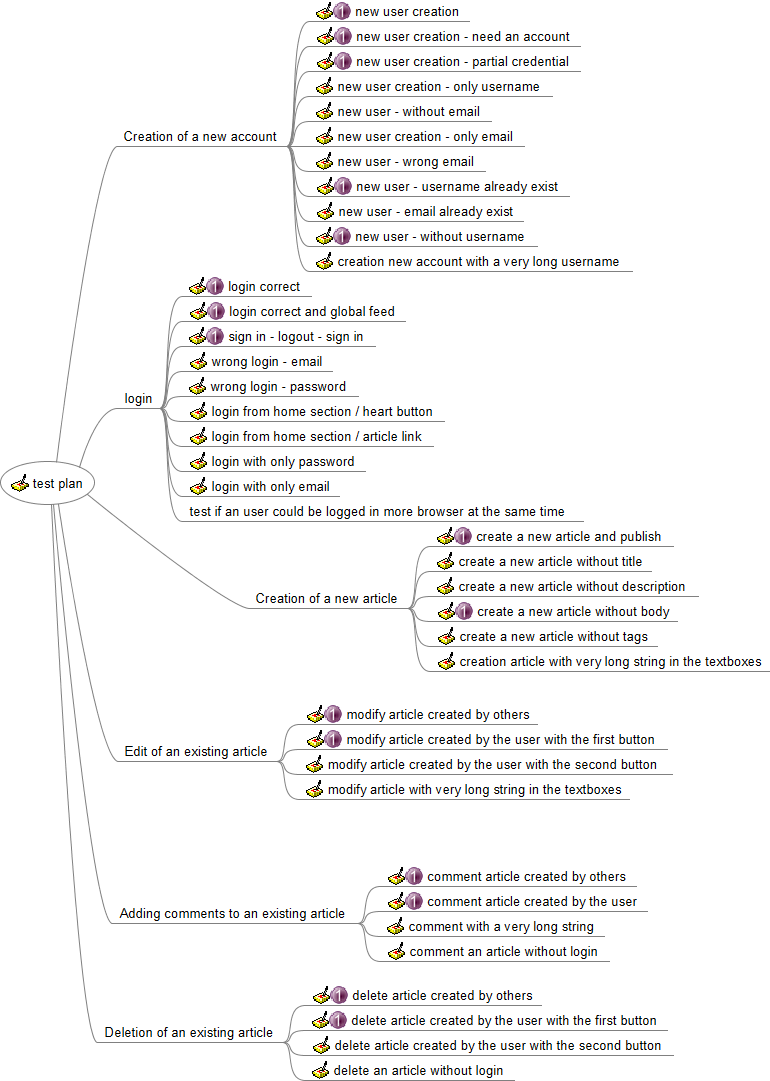 1 new user creation
1 new user creation - need an account
1 new user creation - partial credential
new user creation - only username
new user - without email
Creation of a new account
new user creation - only email
new user - wrong email
1 new user - username already exist
new user - email already exist
1 new user - without username
creation new account with a very long username
1 login correct
1 login correct and global feed
1 sign in - logout - sign in
wrong login - email
wrong login - password
login
login from home section / heart button
login from home section / article link
login with only password
test plan
login with only email
test if an user could be logged in more browser at the same time
1 create a new article and publish
create a new article without title
create a new article without description
Creation of a new article
1 create a new article without body
create a new article without tags
creation article with very long string in the textboxes
1 modify article created by others
1 modify article created by the user with the first button
Edit of an existing article
modify article created by the user with the second button
modify article with very long string in the textboxes
1 comment article created by others
1 comment article created by the user
Adding comments to an existing article
comment with a very long string
comment an article without login
1 delete article created by others
1 delete article created by the user with the first button
Deletion of an existing article
delete article created by the user with the second button
delete an article without login